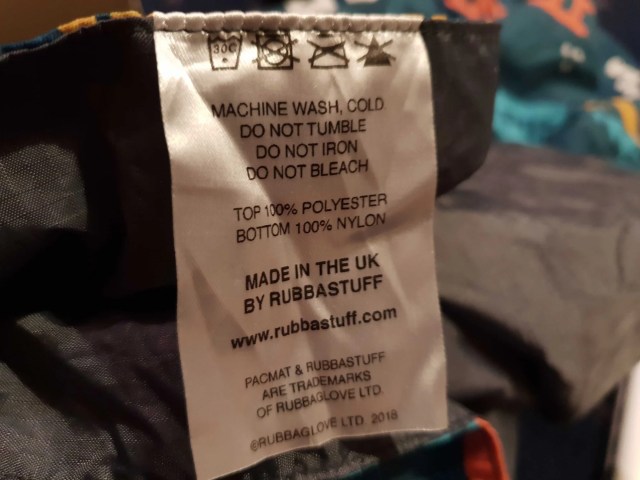 30C
MACHINE WASH, COLD
DO NOT TUMBLE
DO NOT IRON
DO NOT BLEACH
TOP 100% POLYESTER
BOTTOM 100% NYLON
MADE IN THE UK
BY RUBBASTUFF
www.rubbastuff.com
PACMAT & RUBBASTUFF
ARE TRADEMARKS
OF RUBBAGLOVE LTD.
©RUBBAGLOVE LTD 2018